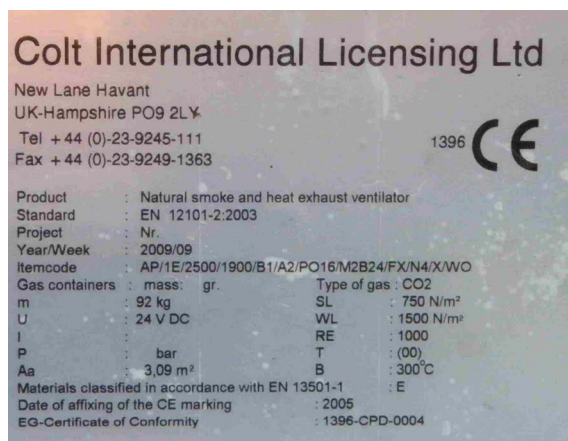 Colt International Licensing Ltd
New Lane Havant
UK-Hampshire PO9 2LY
Tel +44 (0)-23-9245-111
Fax +44 (0)-23-9249-1363
1396 CE
Product : Natural smoke and heat exhaust ventilator
Standard : EN 12101-2:2003
Project : Nr.
Year/Week : 2009/09
Itemcode : AP/1E/2500/1900/B1/A2/PO16/M2B24/FX/N4/X/WO
Gas containers : mass: gr. Type of gas : CO2
m : 92 kg SL : 750 N/m²
U : 24 V DC WL : 1500 N/m²
I : RE : 1000
P : bar T : (00)
Aa : 3,09 m² B : 300°C
Materials classified in accordance with EN 13501-1 : E
Date of affixing of the CE marking : 2005
EG-Certificate of Conformity : 1396-CPD-0004